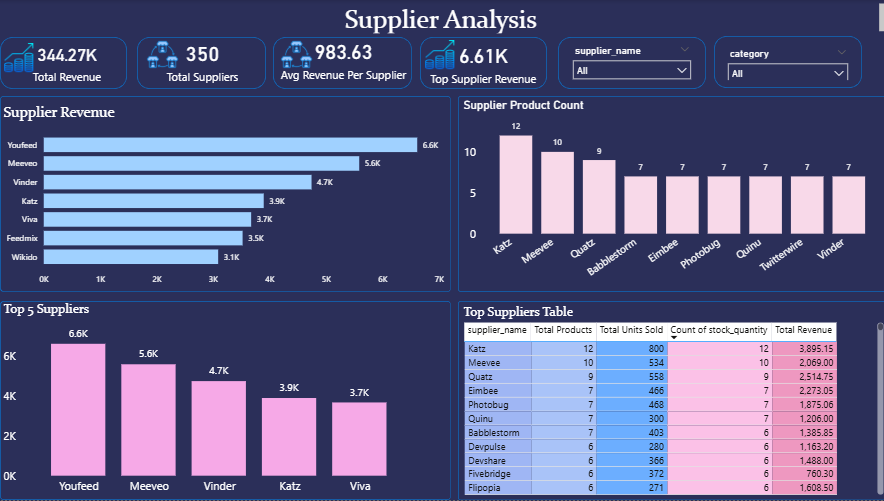 Supplier Analysis
344.27K
Total Revenue
350
Total Suppliers
983.63
Avg Revenue Per Supplier
6.61K
Top Supplier Revenue
supplier_name
All
category
All
Supplier Revenue
Youfeed 6.6K
Meeveo 5.6K
Vinder 4.7K
Katz 3.9K
Viva 3.7K
Feedmix 3.5K
Wikido 3.1K
0K 1K 2K 3K 4K 5K 6K 7K
Supplier Product Count
12 10 9 7 7 7 7 7 7
10
5
0
Katz Meevee Quatz Babblestorm Eimbee Photobug Quinu Twitterwire Vinder
Top 5 Suppliers
6.6K 5.6K 4.7K 3.9K 3.7K
6K
4K
2K
0K
Youfeed Meeveo Vinder Katz Viva
Top Suppliers Table
supplier_name Total Products Total Units Sold Count of stock_quantity Total Revenue
Katz 12 800 12 3,895.15
Meevee 10 534 10 2,069.00
Quatz 9 558 9 2,514.75
Eimbee 7 466 7 2,273.05
Photobug 7 468 7 1,875.06
Quinu 7 300 7 1,206.00
Babblestorm 7 403 6 1,385.85
Devpulse 6 280 6 1,163.20
Devshare 6 366 6 1,488.00
Fivebridge 6 372 6 760.30
Flipopia 6 271 6 1,608.50